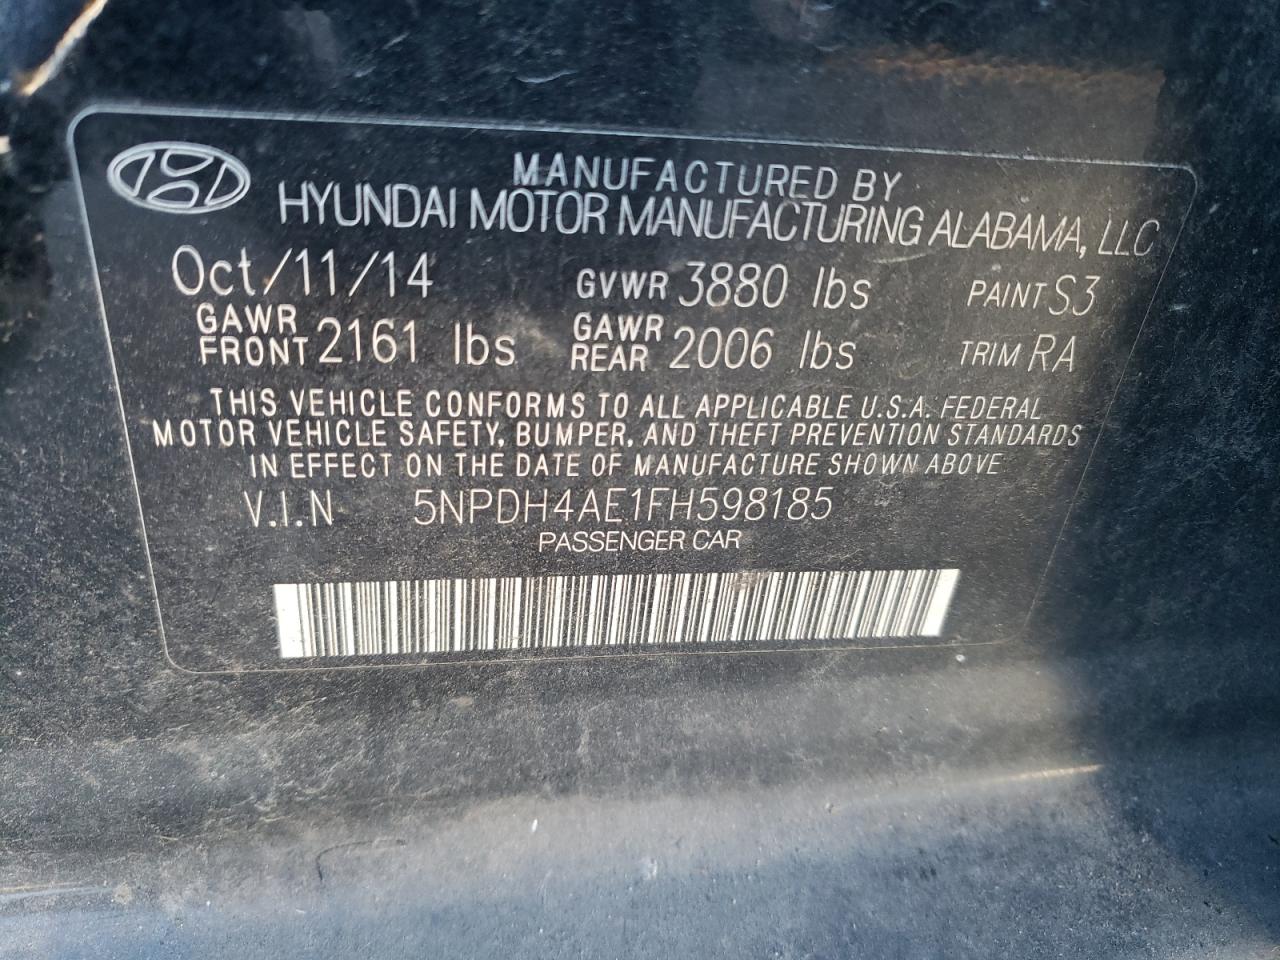 MANUFACTURED BY
HYUNDAI MOTOR MANUFACTURING ALABAMA, LLC
Oct/11/14 GVWR 3880 lbs PAINT S3
GAWR FRONT 2161 lbs GAWR REAR 2006 lbs TRIM RA
THIS VEHICLE CONFORMS TO ALL APPLICABLE U.S.A. FEDERAL
MOTOR VEHICLE SAFETY, BUMPER, AND THEFT PREVENTION STANDARDS
IN EFFECT ON THE DATE OF MANUFACTURE SHOWN ABOVE
V.I.N 5NPDH4AE1FH598185
PASSENGER CAR